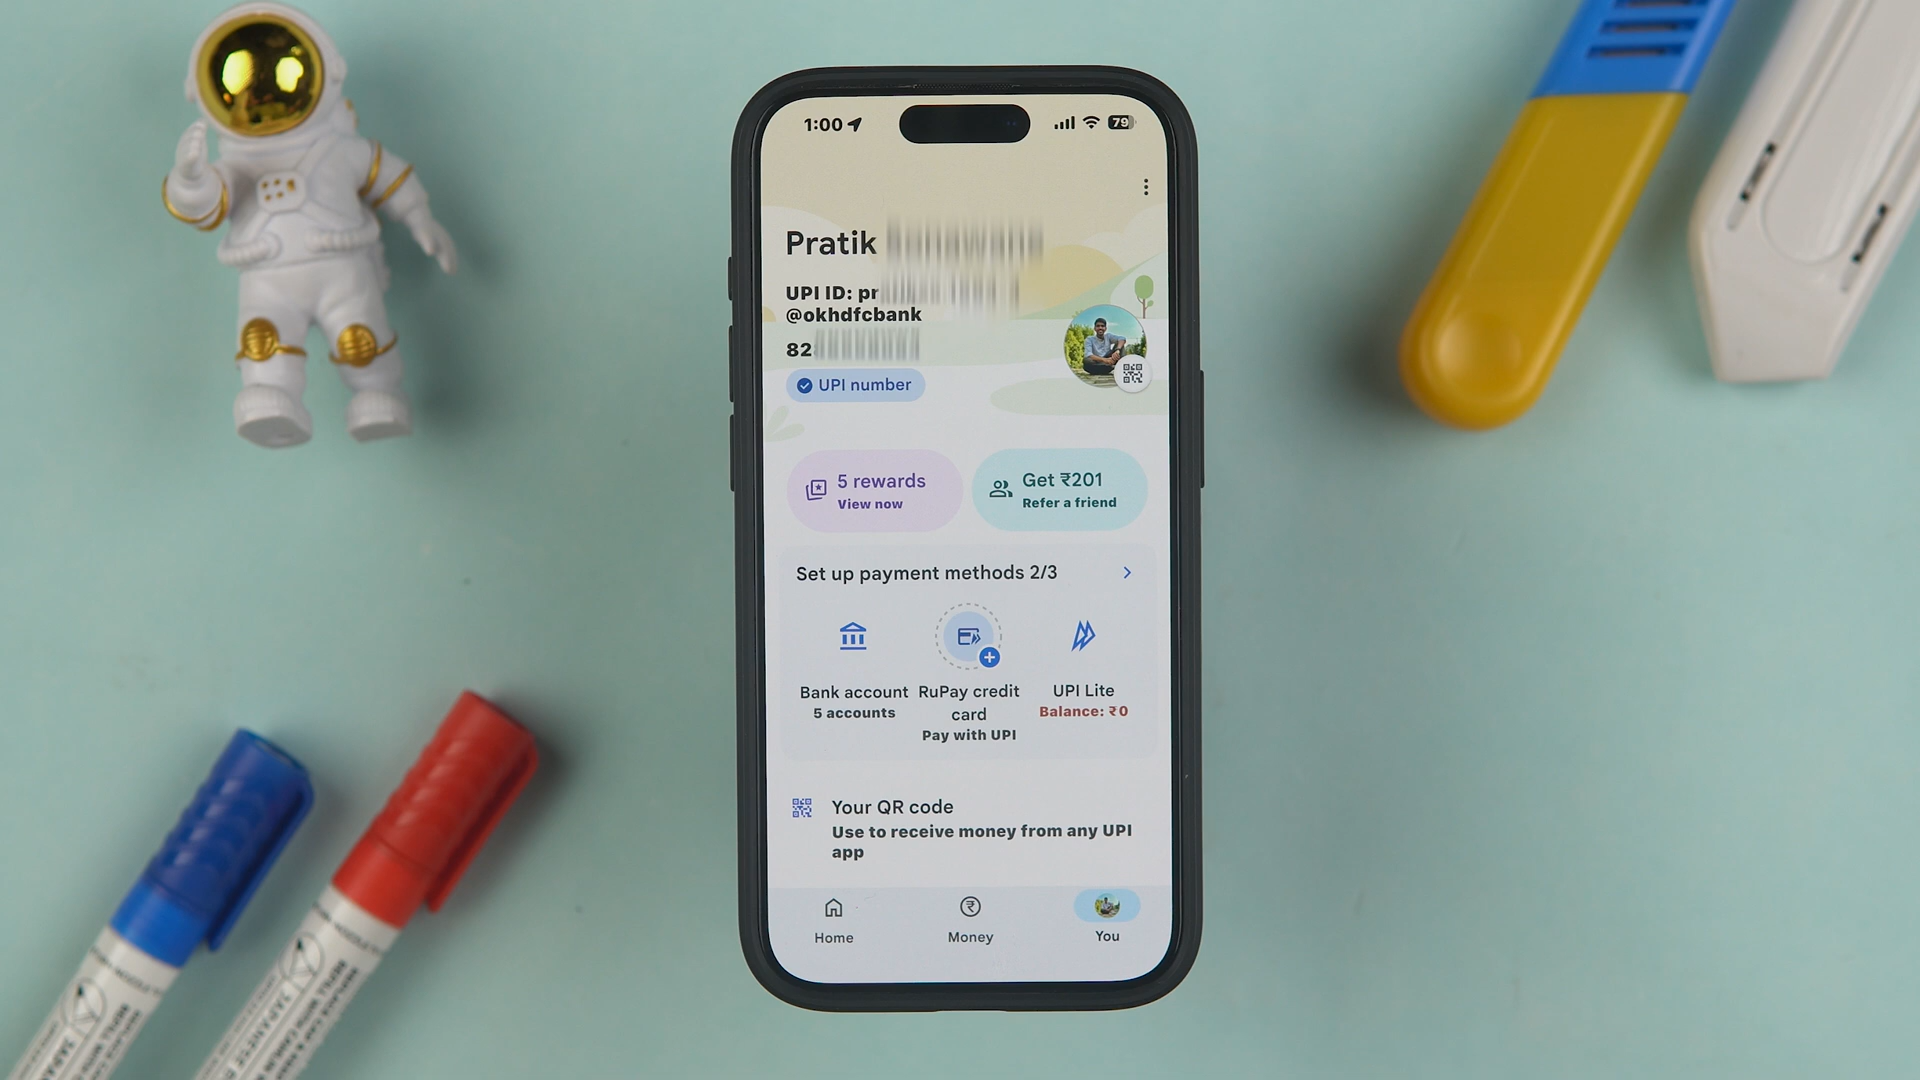 1:00
79
Pratik
UPI ID: pr
@okhdfcbank
82
UPI number
5 rewards
View now
Get ₹201
Refer a friend
Set up payment methods 2/3
Bank account
5 accounts
RuPay credit
card
Pay with UPI
UPI Lite
Balance: ₹0
Your QR code
Use to receive money from any UPI
app
Home
Money
You